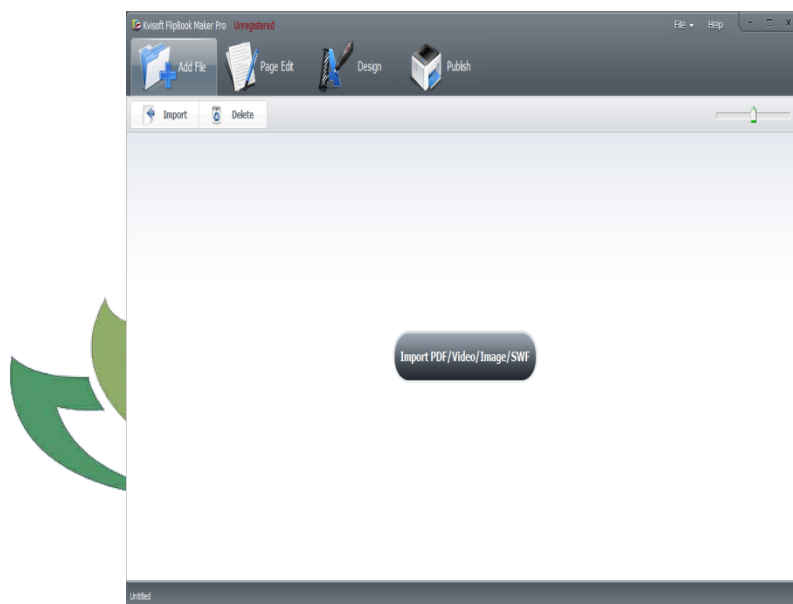 Kvisoft FlipBook Maker Pro Unregistered
File Help
Add File Page Edit Design Publish
Import Delete
Import PDF/Video/Image/SWF
Untitled